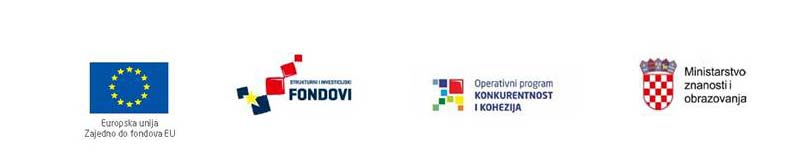 Europska unija
Zajedno do fondova EU
STRUKTURNI I INVESTICIJSKI
FONDOVI
Operativni program
KONKURENTNOST
I KOHEZIJA
Ministarstvo
znanosti i
obrazovanja